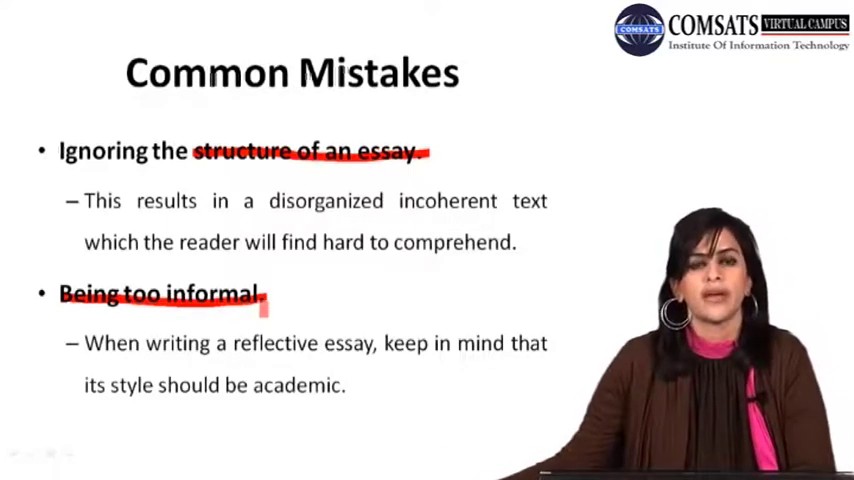 COMSATS VIRTUAL CAMPUS
COMSATS
Institute Of Information Technology
Common Mistakes
• Ignoring the structure of an essay.
– This results in a disorganized incoherent text
which the reader will find hard to comprehend.
• Being too informal.
– When writing a reflective essay, keep in mind that
its style should be academic.